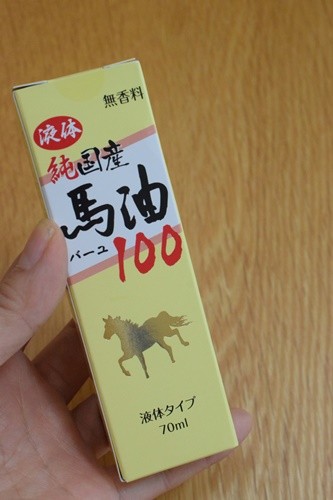 無香料
液体
純国産
馬油
バーユ
100
液体タイプ
70ml